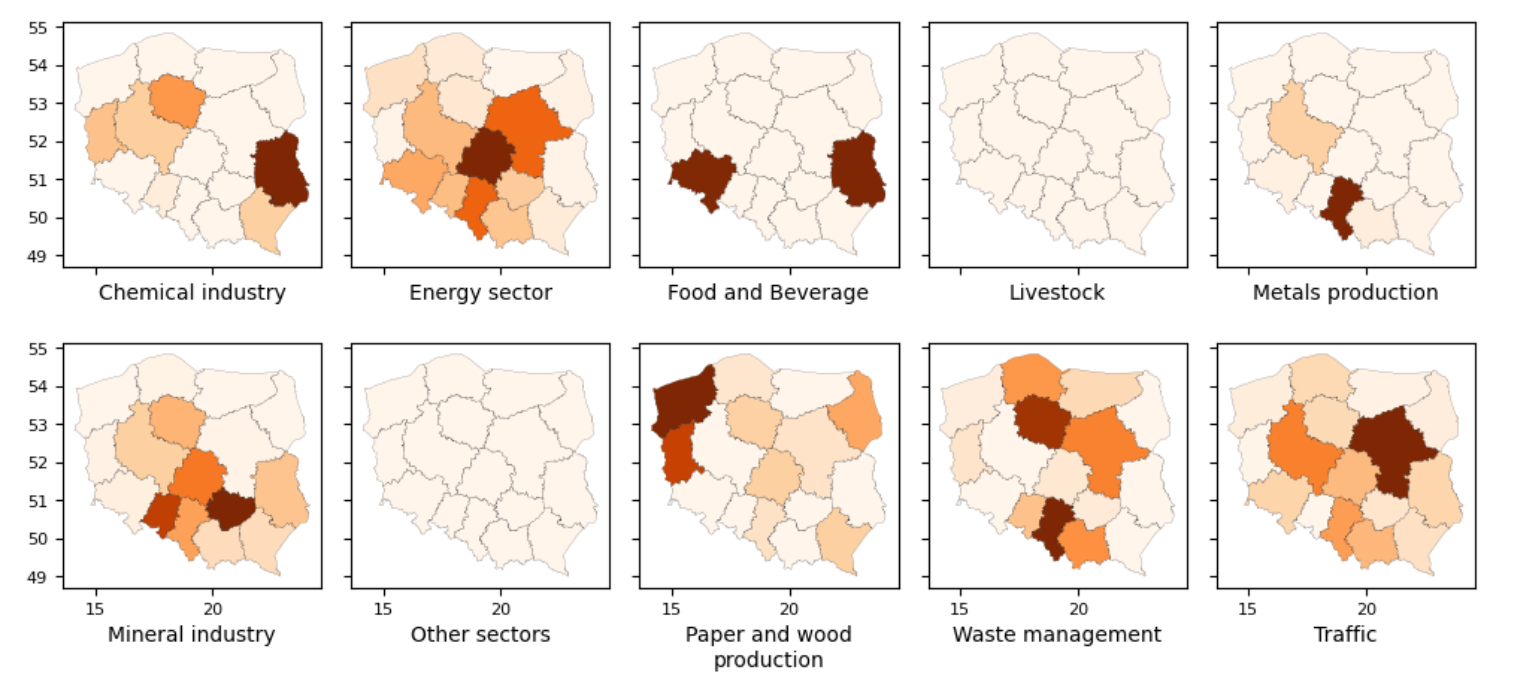 55
54
53
52
51
50
49
Chemical industry
Energy sector
Food and Beverage
Livestock
Metals production
55
54
53
52
51
50
49
15 20
15 20
15 20
15 20
15 20
Mineral industry
Other sectors
Paper and wood
production
Waste management
Traffic